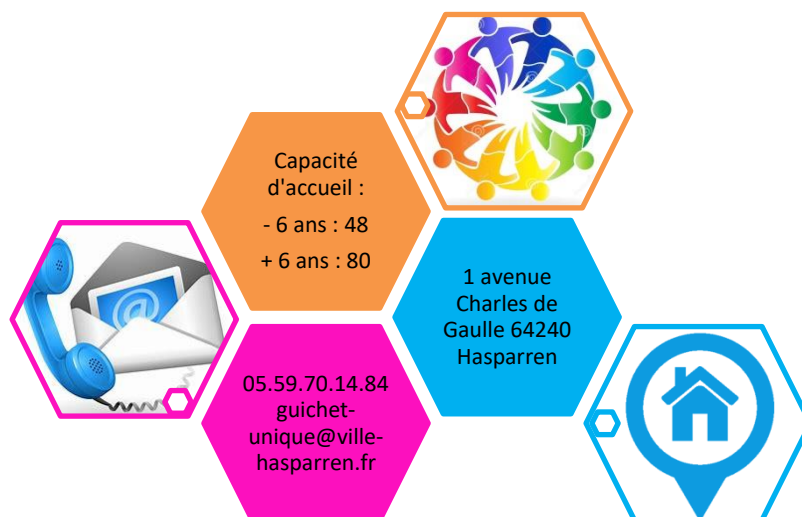 Capacité
d'accueil :
- 6 ans : 48
+ 6 ans : 80
1 avenue
Charles de
Gaulle 64240
Hasparren
05.59.70.14.84
guichet-
unique@ville-
hasparren.fr
@